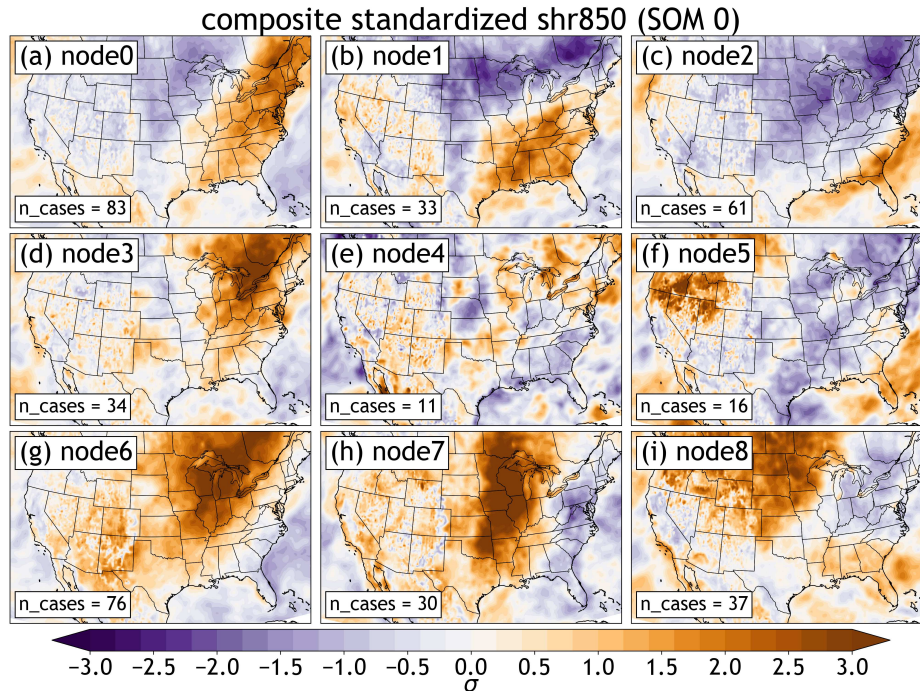 composite standardized shr850 (SOM 0)
(a) node0
(b) node1
(c) node2
n_cases = 83
n_cases = 33
n_cases = 61
(d) node3
(e) node4
(f) node5
n_cases = 34
n_cases = 11
n_cases = 16
(g) node6
(h) node7
(i) node8
n_cases = 76
n_cases = 30
n_cases = 37
−3.0 −2.5 −2.0 −1.5 −1.0 −0.5 0.0 0.5 1.0 1.5 2.0 2.5 3.0
σ